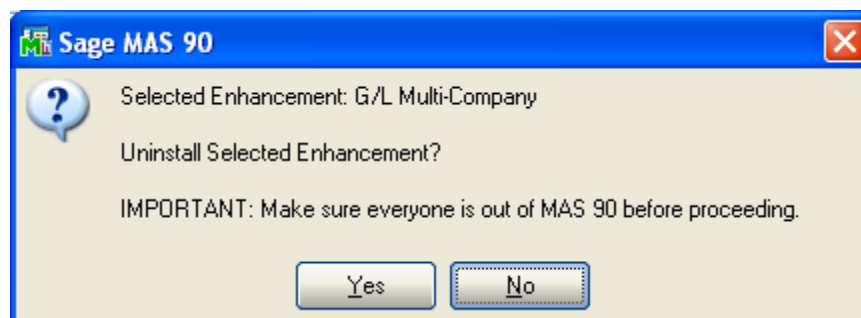 Sage MAS 90
Selected Enhancement: G/L Multi-Company
Uninstall Selected Enhancement?
IMPORTANT: Make sure everyone is out of MAS 90 before proceeding.
Yes No